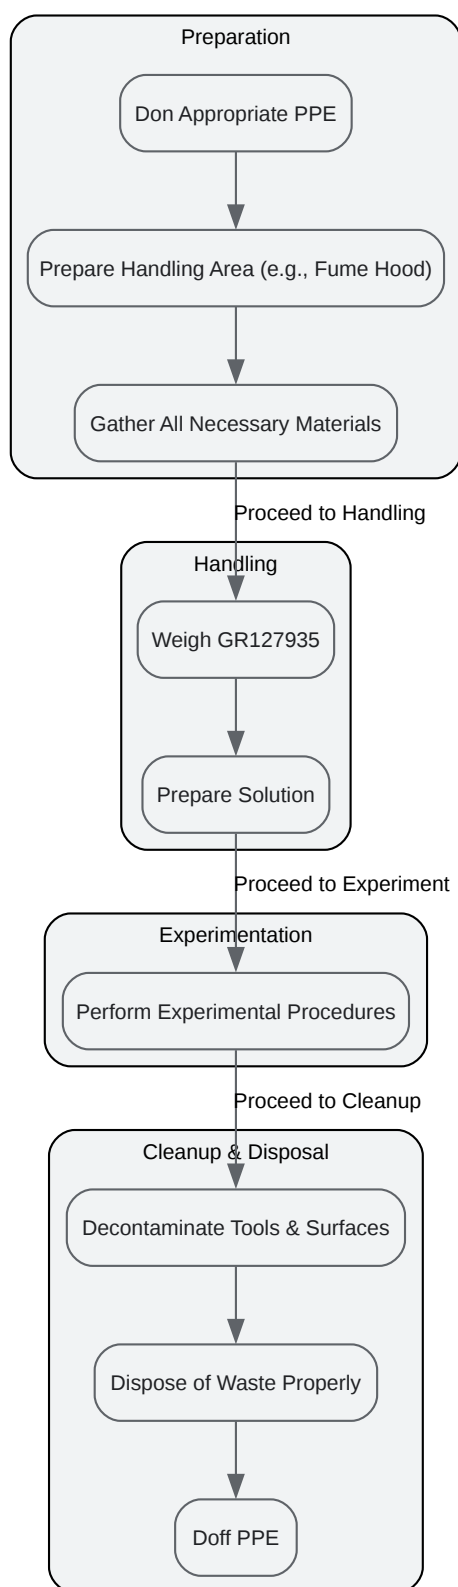 Preparation
Don Appropriate PPE
Prepare Handling Area (e.g., Fume Hood)
Gather All Necessary Materials
Proceed to Handling
Handling
Weigh GR127935
Prepare Solution
Proceed to Experiment
Experimentation
Perform Experimental Procedures
Proceed to Cleanup
Cleanup & Disposal
Decontaminate Tools & Surfaces
Dispose of Waste Properly
Doff PPE